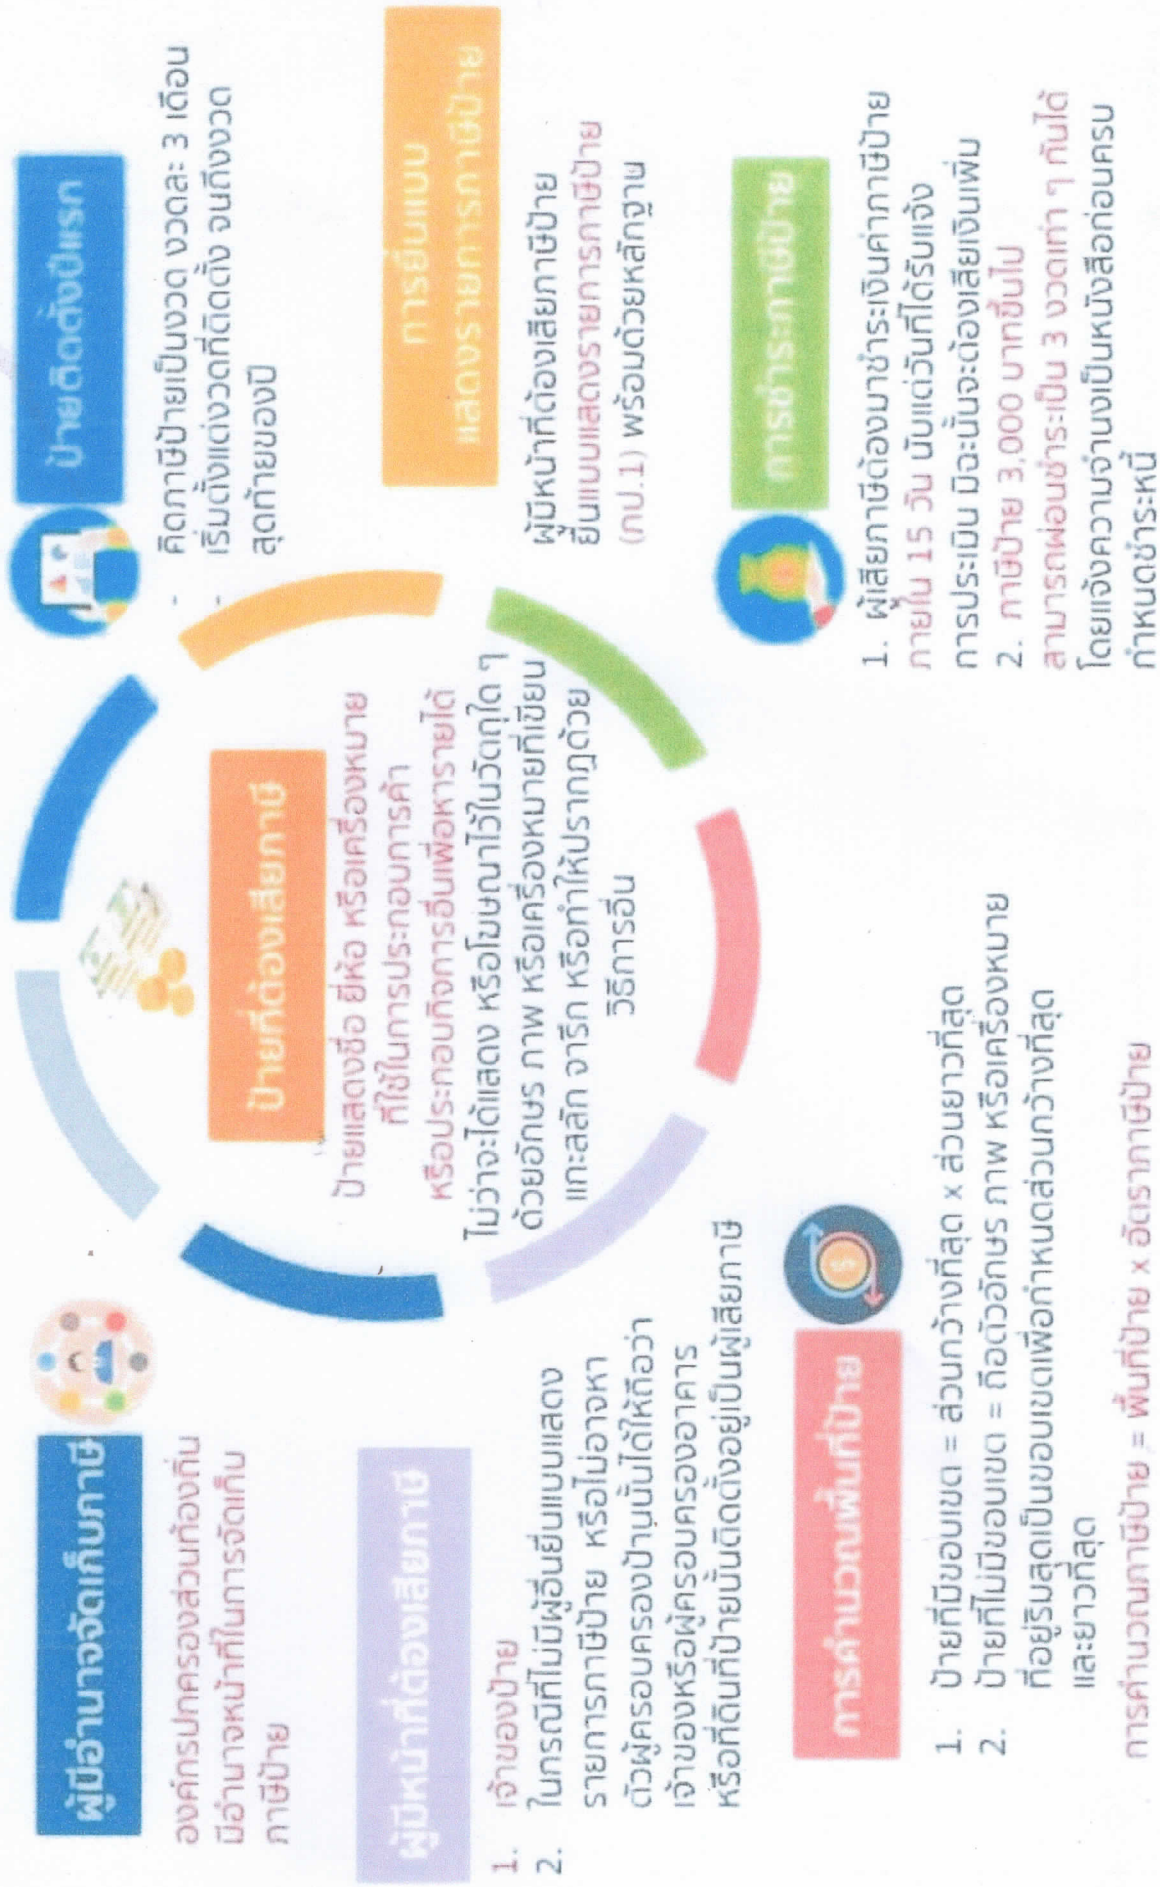 ผู้มีอำนาจจัดเก็บภาษี
องค์กรปกครองส่วนท้องถิ่น
มีอำนาจหน้าที่ในการจัดเก็บ
ภาษีป้าย
ผู้มีหน้าที่ต้องเสียภาษี
1. เจ้าของป้าย
2. ในกรณีที่ไม่มีผู้อื่นยื่นแบบแสดง
รายการภาษีป้าย หรือไม่อาจหา
ตัวผู้ครอบครองป้านนั้นได้ให้ถือว่า
เจ้าของหรือผู้ครอบครองอาคาร
หรือที่ดินที่ป้ายนั้นติดตั้งอยู่เป็นผู้เสียภาษี
การคำนวณพื้นที่ป้าย
1. ป้ายที่มีขอบเขต = ส่วนกว้างที่สุด x ส่วนยาวที่สุด
2. ป้ายที่ไม่มีขอบเขต = ถือตัวอักษร ภาพ หรือเครื่องหมาย
ที่อยู่ริมสุดเป็นขอบเขตเพื่อกำหนดส่วนกว้างที่สุด
และยาวที่สุด
การคำนวณภาษีป้าย = พื้นที่ป้าย x อัตราภาษีป้าย
ป้ายที่ต้องเสียภาษี
ป้ายแสดงชื่อ ยี่ห้อ หรือเครื่องหมาย
ที่ใช้ในการประกอบการค้า
หรือประกอบกิจการอื่นเพื่อหารายได้
ไม่ว่าจะได้แสดง หรือโฆษณาไว้ในวัตถุใด ๆ
ด้วยอักษร ภาพ หรือเครื่องหมายที่เขียน
แกะสลัก จารึก หรือทำให้ปรากฏด้วย
วิธีการอื่น
ป้ายติดตั้งปีแรก
- คิดภาษีป้ายเป็นงวด งวดละ 3 เดือน
- เริ่มตั้งแต่งวดที่ติดตั้ง จนถึงงวด
สุดท้ายของปี
การยื่นแบบ
แสดงรายการภาษีป้าย
ผู้มีหน้าที่ต้องเสียภาษีป้าย
ยื่นแบบแสดงรายการภาษีป้าย
(ภป.1) พร้อมด้วยหลักฐาน
การชำระภาษีป้าย
1. ผู้เสียภาษีต้องมาชำระเงินค่าภาษีป้าย
ภายใน 15 วัน นับแต่วันที่ได้รับแจ้ง
การประเมิน มิฉะนั้นจะต้องเสียเงินเพิ่ม
2. ภาษีป้าย 3,000 บาทขึ้นไป
สามารถผ่อนชำระเป็น 3 งวดเท่า ๆ กันได้
โดยแจ้งความจำนงเป็นหนังสือก่อนครบ
กำหนดชำระหนี้